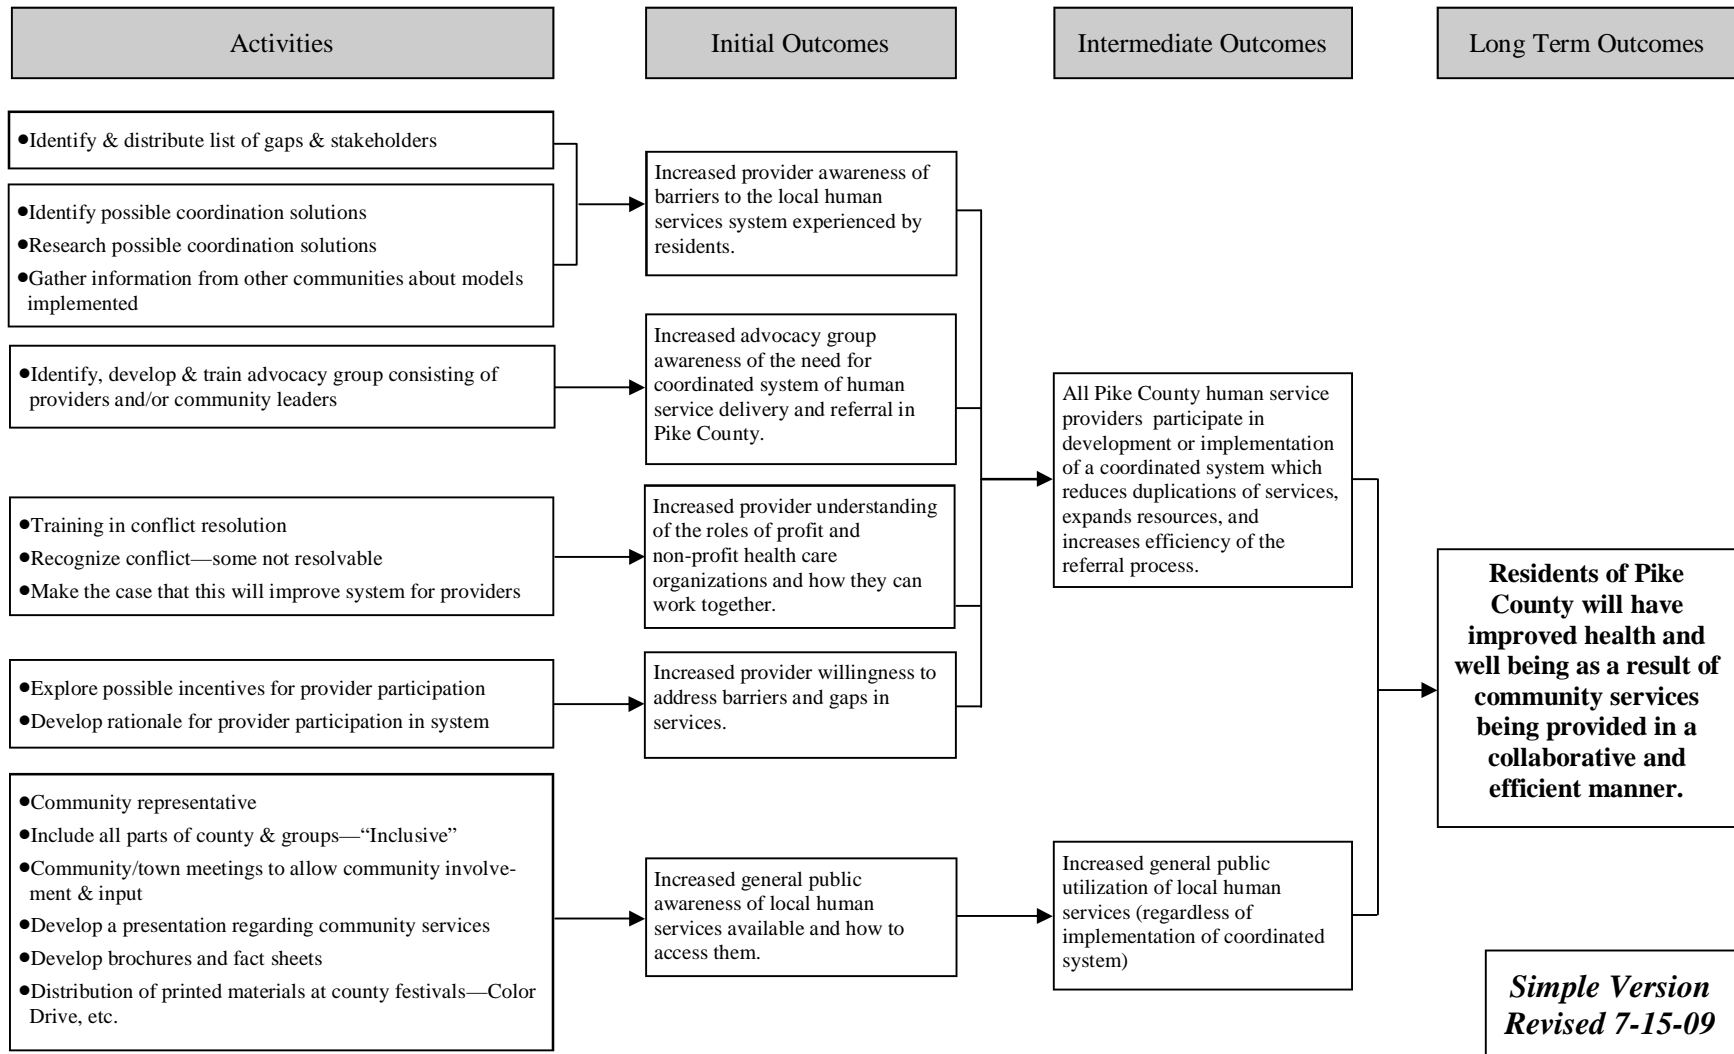 Activities
Initial Outcomes
Intermediate Outcomes
Long Term Outcomes
●Identify & distribute list of gaps & stakeholders
●Identify possible coordination solutions
●Research possible coordination solutions
●Gather information from other communities about models
implemented
●Identify, develop & train advocacy group consisting of
providers and/or community leaders
●Training in conflict resolution
●Recognize conflict—some not resolvable
●Make the case that this will improve system for providers
●Explore possible incentives for provider participation
●Develop rationale for provider participation in system
●Community representative
●Include all parts of county & groups—“Inclusive”
●Community/town meetings to allow community involve-
ment & input
●Develop a presentation regarding community services
●Develop brochures and fact sheets
●Distribution of printed materials at county festivals—Color
Drive, etc.
Increased provider awareness of
barriers to the local human
services system experienced by
residents.
Increased advocacy group
awareness of the need for
coordinated system of human
service delivery and referral in
Pike County.
Increased provider understanding
of the roles of profit and
non-profit health care
organizations and how they can
work together.
Increased provider willingness to
address barriers and gaps in
services.
Increased general public
awareness of local human
services available and how to
access them.
All Pike County human service
providers participate in
development or implementation
of a coordinated system which
reduces duplications of services,
expands resources, and
increases efficiency of the
referral process.
Increased general public
utilization of local human
services (regardless of
implementation of coordinated
system)
Residents of Pike
County will have
improved health and
well being as a result of
community services
being provided in a
collaborative and
efficient manner.
Simple Version
Revised 7-15-09